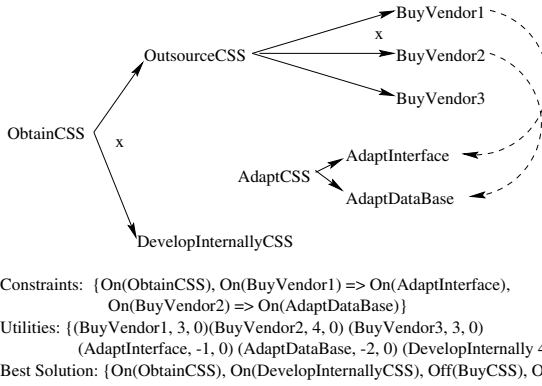 BuyVendor1
x
OutsourceCSS
BuyVendor2
BuyVendor3
ObtainCSS
x
AdaptInterface
AdaptCSS
AdaptDataBase
DevelopInternallyCSS
Constraints: {On(ObtainCSS), On(BuyVendor1) => On(AdaptInterface),
On(BuyVendor2) => On(AdaptDataBase)}
Utilities: {(BuyVendor1, 3, 0)(BuyVendor2, 4, 0) (BuyVendor3, 3, 0)
(AdaptInterface, -1, 0) (AdaptDataBase, -2, 0) (DevelopInternally
Best Solution: {On(ObtainCSS), On(DevelopInternallyCSS), Off(BuyCSS),